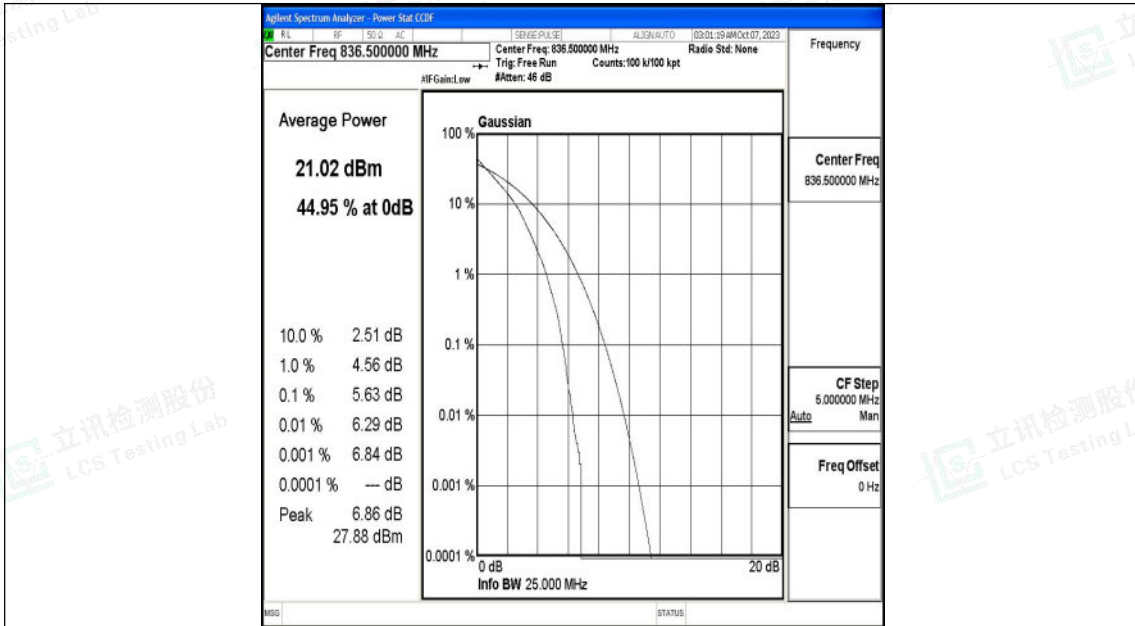 Agilent Spectrum Analyzer - Power Stat CCDF
RL RF 50 Ω AC SENSE:PULSE ALIGNAUTO 03:01:19 AM Oct 07, 2023
Center Freq 836.500000 MHz
Center Freq: 836.500000 MHz
Radio Std: None
Trig: Free Run Counts:100 k/100 kpt
#IFGain:Low #Atten: 46 dB
Frequency
Average Power
21.02 dBm
44.95 % at 0dB
10.0 % 2.51 dB
1.0 % 4.56 dB
0.1 % 5.63 dB
0.01 % 6.29 dB
0.001 % 6.84 dB
0.0001 % --- dB
Peak 6.86 dB
27.88 dBm
Gaussian
100 %
10 %
1 %
0.1 %
0.01 %
0.001 %
0.0001 %
0 dB 20 dB
Info BW 25.000 MHz
Center Freq
836.500000 MHz
CF Step
5.000000 MHz
Auto Man
Freq Offset
0 Hz
MSG STATUS
立讯检测股份
LCS Testing Lab
立讯检测股份
LCS Testing L
sting Lab
立
LCS